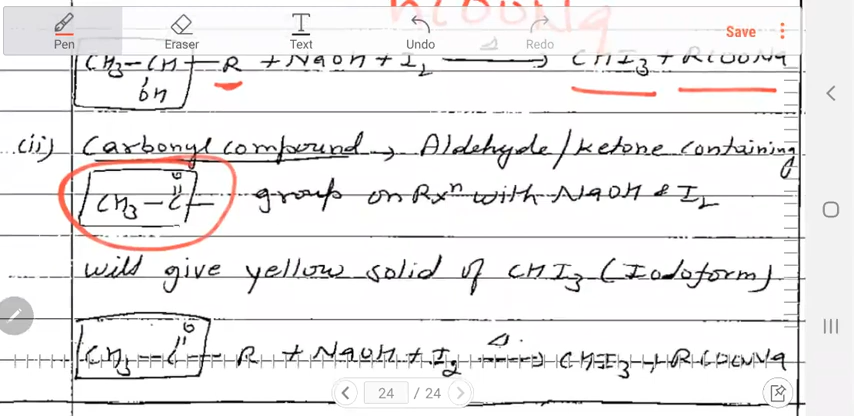 RCOONa
Pen
Eraser
Text
Undo
Redo
Save
CH3-CH-R + NaOH + I2 → CHI3 + RCOONa
OH
(ii) Carbonyl compound → Aldehyde/ketone containing
O
CH3-C- group on Rxn with NaOH & I2
will give yellow solid of CHI3 (Iodoform)
O
CH3-C-R + NaOH + I2 Δ→ CHI3 + RCOONa
24 / 24